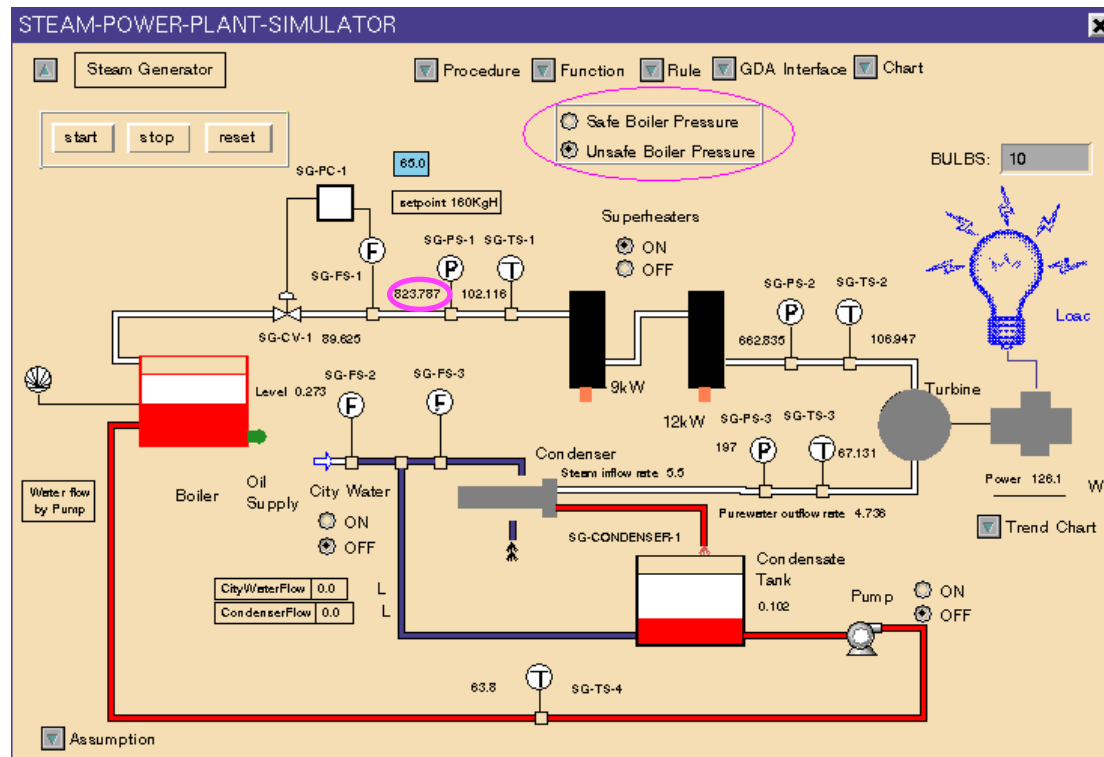 STEAM-POWER-PLANT-SIMULATOR
Steam Generator
Procedure Function Rule GDA Interface Chart
start stop reset
Safe Boiler Pressure
Unsafe Boiler Pressure
BULBS: 10
65.0
SG-PC-1
setpoint 160KgH
Superheaters
ON
OFF
F
SG-FS-1
SG-PS-1 SG-TS-1
P T
823.787 102.116
SG-CV-1 89.625
SG-PS-2 SG-TS-2
P T
662.835 106.947
Loac
9kW
12kW
Turbine
Level 0.273
SG-FS-2 SG-FS-3
F F
SG-PS-3 SG-TS-3
197 P T 67.131
Condenser
Steam inflow rate 5.5
Boiler
Oil
Supply
City Water
ON
OFF
Water flow
by Pump
Purewater outflow rate 4.736
Power 126.1 W
Trend Chart
SG-CONDENSER-1
Condensate
Tank
0.102
Pump
ON
OFF
CityWaterFlow 0.0 L
CondenserFlow 0.0 L
63.8 T SG-TS-4
Assumption